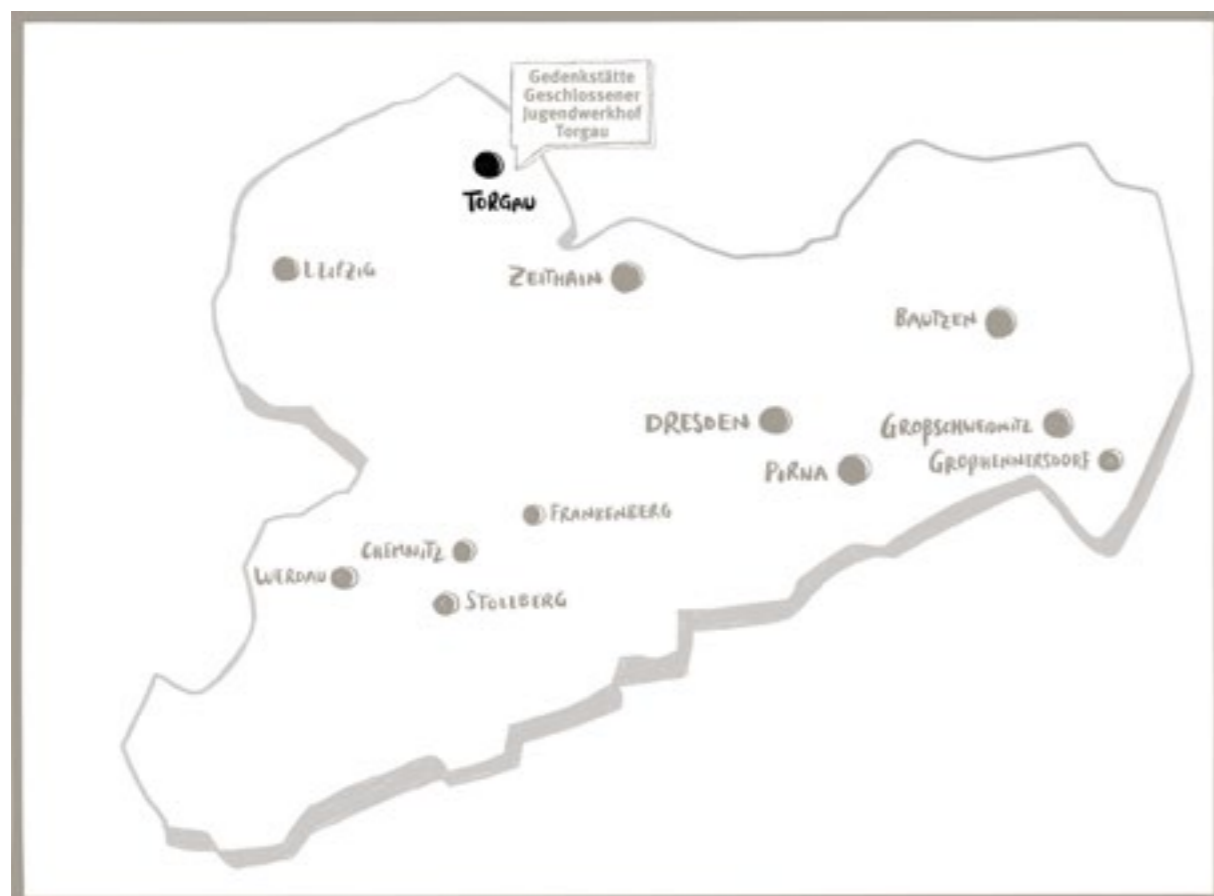 Gedenkstätte
Geschlossener
Jugendwerkhof
Torgau
TORGAU
LEIPZIG
ZEITHAIN
BAUTZEN
DRESDEN
GROßSCHWEIDNITZ
PIRNA
GROßHENNERSDORF
FRANKENBERG
CHEMNITZ
WERDAU
STOLLBERG